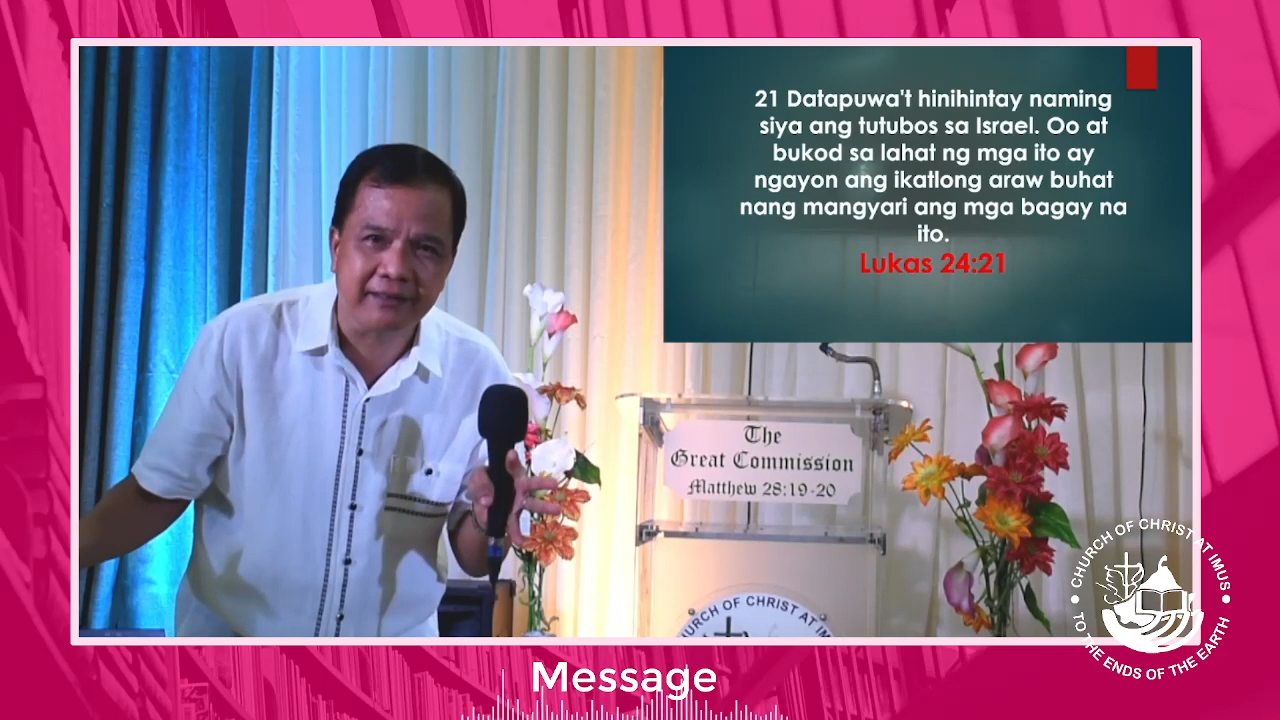 21 Datapuwa't hinihintay naming
siya ang tutubos sa Israel. Oo at
bukod sa lahat ng mga ito ay
ngayon ang ikatlong araw buhat
nang mangyari ang mga bagay na
ito.
Lukas 24:21
The
Great Commission
Matthew 28:19-20
CHURCH OF CHRIST AT IMUS
TO THE ENDS OF THE EARTH
URCH OF CHRIST AT IM
Message